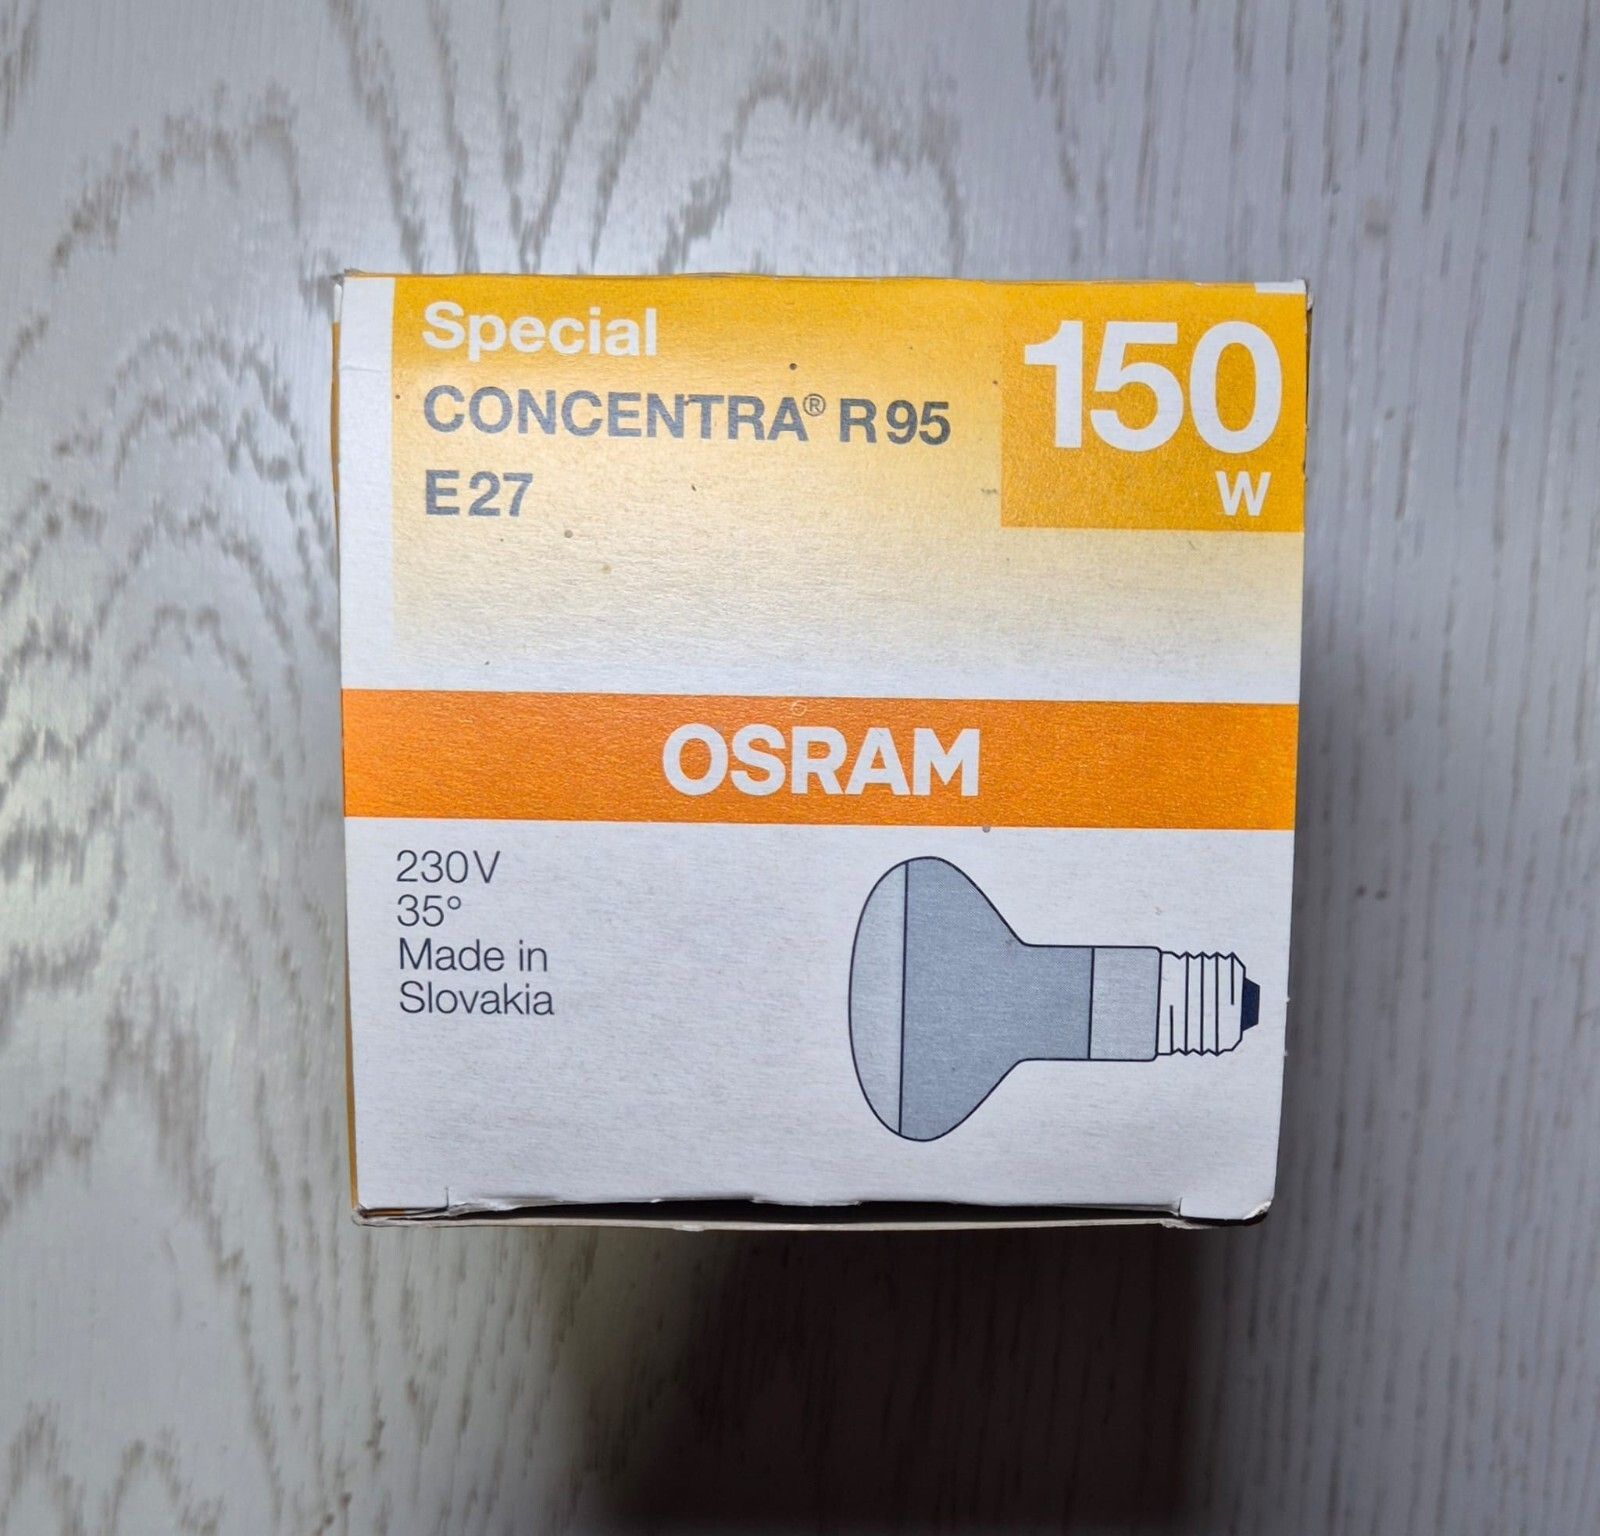 Special
CONCENTRA® R95
E27
150
W
OSRAM
230V
35°
Made in
Slovakia